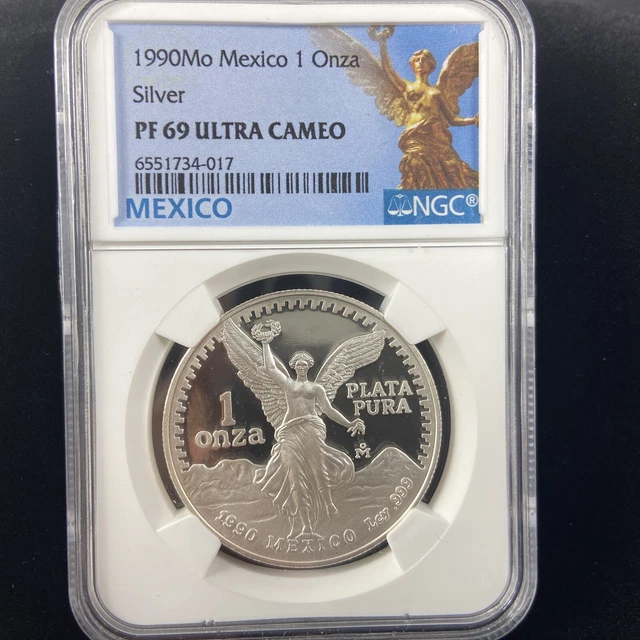 1990Mo Mexico 1 Onza
Silver
PF 69 ULTRA CAMEO
6551734-017
MEXICO
NGC®
1
onza
PLATA
PURA
Mo
1990 MEXICO Ley .999